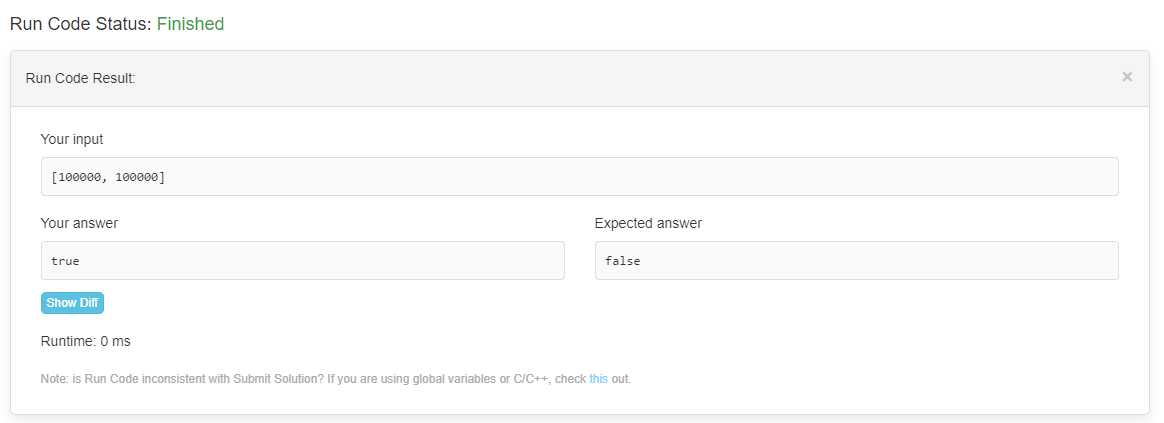 Run Code Status: Finished
Run Code Result:
×
Your input
[100000, 100000]
Your answer
Expected answer
true
false
Show Diff
Runtime: 0 ms
Note: is Run Code inconsistent with Submit Solution? If you are using global variables or C/C++, check this out.